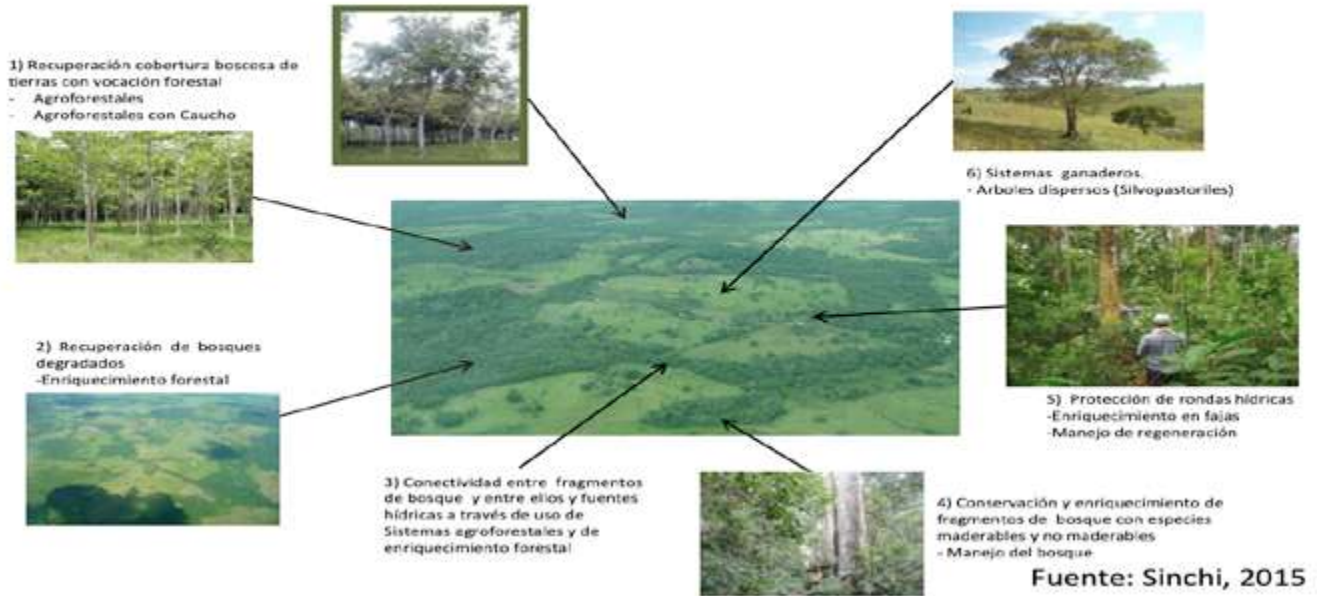 1) Recuperación cobertura boscosa de
tierras con vocación forestal
- Agroforestales
- Agroforestales con Caucho
2) Recuperación de bosques
degradados
-Enriquecimiento forestal
3) Conectividad entre fragmentos
de bosque y entre ellos y fuentes
hídricas a través de uso de
Sistemas agroforestales y de
enriquecimiento forestal
4) Conservación y enriquecimiento de
fragmentos de bosque con especies
maderables y no maderables
- Manejo del bosque
5) Protección de rondas hídricas
-Enriquecimiento en fajas
-Manejo de regeneración
6) Sistemas ganaderos.
- Arboles dispersos (Silvopastoriles)
Fuente: Sinchi, 2015